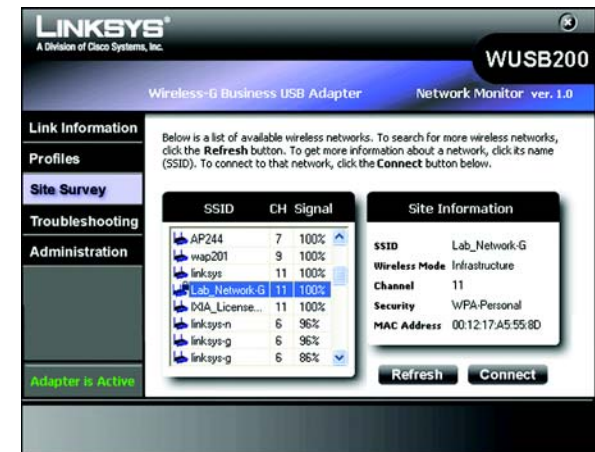 LINKSYS®
A Division of Cisco Systems, Inc.
WUSB200
Wireless-G Business USB Adapter
Network Monitor ver. 1.0
Link Information
Profiles
Site Survey
Troubleshooting
Administration
Adapter is Active
Below is a list of available wireless networks. To search for more wireless networks,
click the Refresh button. To get more information about a network, click its name
(SSID). To connect to that network, click the Connect button below.
SSID CH Signal
AP244 7 100%
wap201 9 100%
linksys 11 100%
Lab_Network-G 11 100%
IXIA_License... 11 100%
linksys-n 6 96%
linksys-g 6 96%
linksys-g 6 86%
Site Information
SSID Lab_Network-G
Wireless Mode Infrastructure
Channel 11
Security WPA-Personal
MAC Address 00:12:17:A5:55:8D
Refresh
Connect